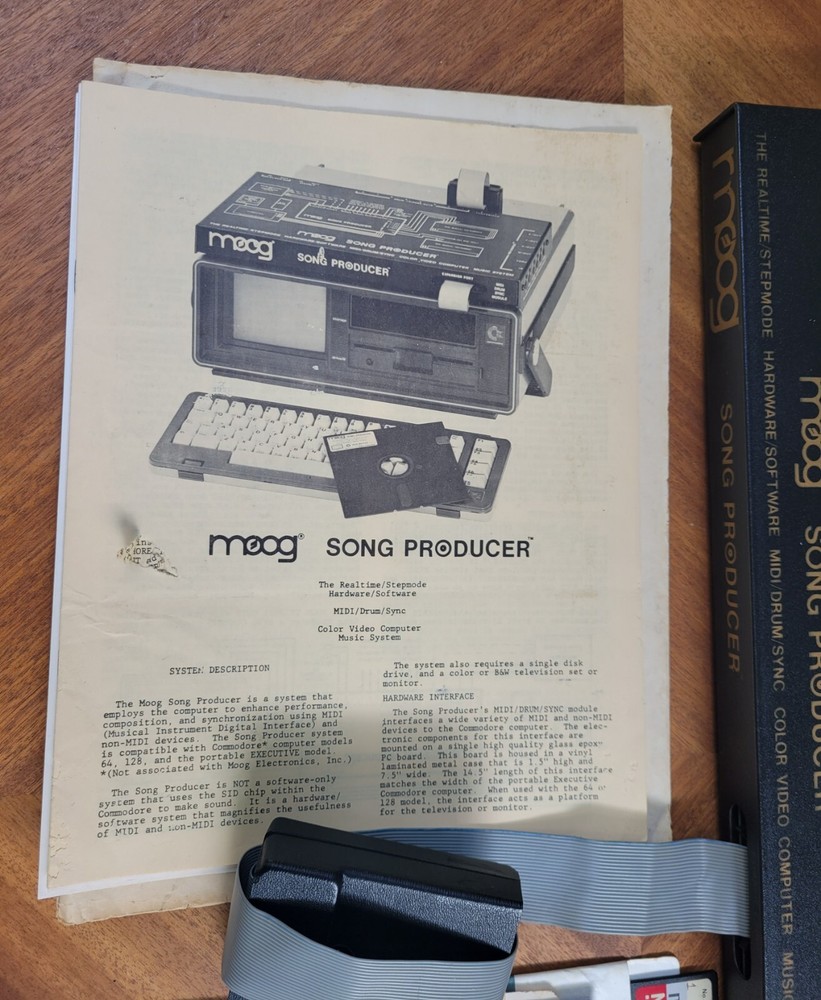 moog
SONG PRODUCER
moog SONG PRODUCER
moog® SONG PRODUCER™
The Realtime/Stepmode
Hardware/Software
MIDI/Drum/Sync
Color Video Computer
Music System
SYSTEM DESCRIPTION
The Moog Song Producer is a system that
employs the computer to enhance performance,
composition, and synchronization using MIDI
(Musical Instrument Digital Interface) and
non-MIDI devices. The Song Producer system
is compatible with Commodore* computer models
64, 128, and the portable EXECUTIVE model.
*(Not associated with Moog Electronics, Inc.)
The Song Producer is NOT a software-only
system that uses the SID chip within the
Commodore to make sound. It is a hardware/
software system that magnifies the usefulness
of MIDI and non-MIDI devices.
The system also requires a single disk
drive, and a color or B&W television set or
monitor.
HARDWARE INTERFACE
The Song Producer's MIDI/DRUM/SYNC module
interfaces a wide variety of MIDI and non-MIDI
devices to the Commodore computer. The elec-
tronic components for this interface are
mounted on a single high quality glass epoxy
PC board. This board is housed in a vinyl
laminated metal case that is 1.5" high and
7.5" wide. The 14.5" length of this interface
matches the width of the portable Executive
Commodore computer. When used with the 64 or
128 model, the interface acts as a platform
for the television or monitor.
moog SONG PRODUCER
THE REALTIME/STEPMODE HARDWARE/SOFTWARE MIDI/DRUM/SYNC COLOR VIDEO COMPUTER
moog SONG PRODUCER